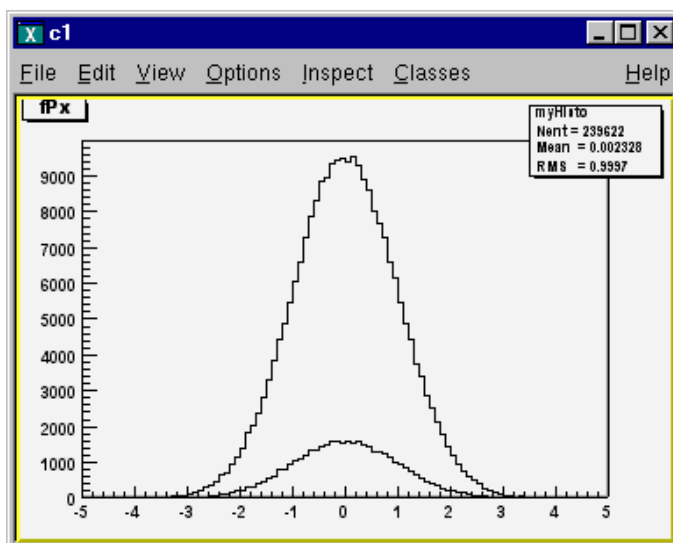 c1
File Edit View Options Inspect Classes Help
fPx
myHisto
Nent = 239622
Mean = 0.002328
RMS = 0.9997
9000
8000
7000
6000
5000
4000
3000
2000
1000
0
-5 -4 -3 -2 -1 0 1 2 3 4 5